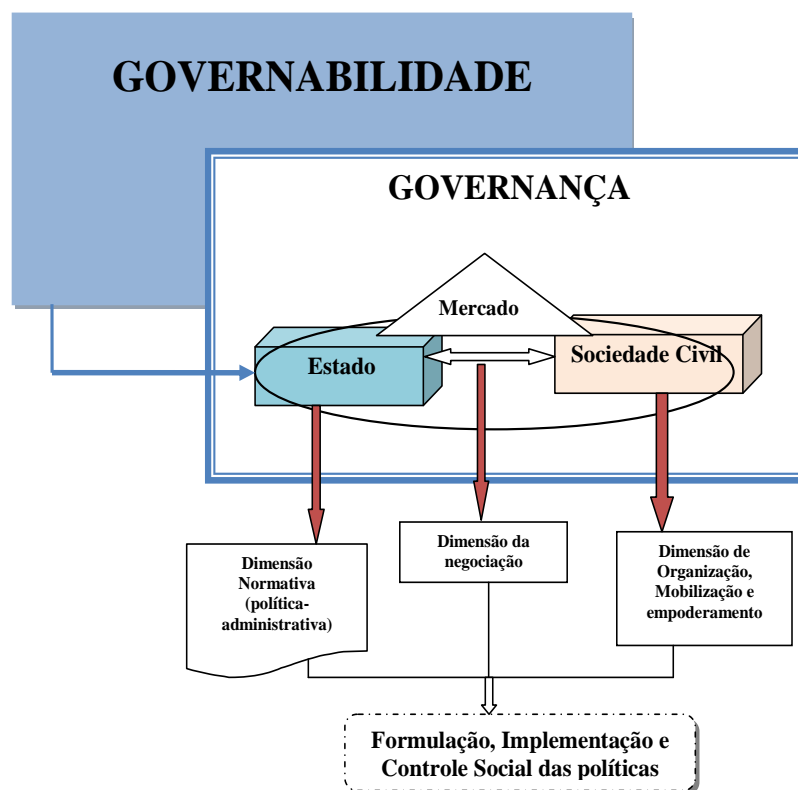 GOVERNABILIDADE
GOVERNANÇA
Mercado
Estado
Sociedade Civil
Dimensão
Normativa
(política-
administrativa)
Dimensão da
negociação
Dimensão de
Organização,
Mobilização e
empoderamento
Formulação, Implementação e
Controle Social das políticas